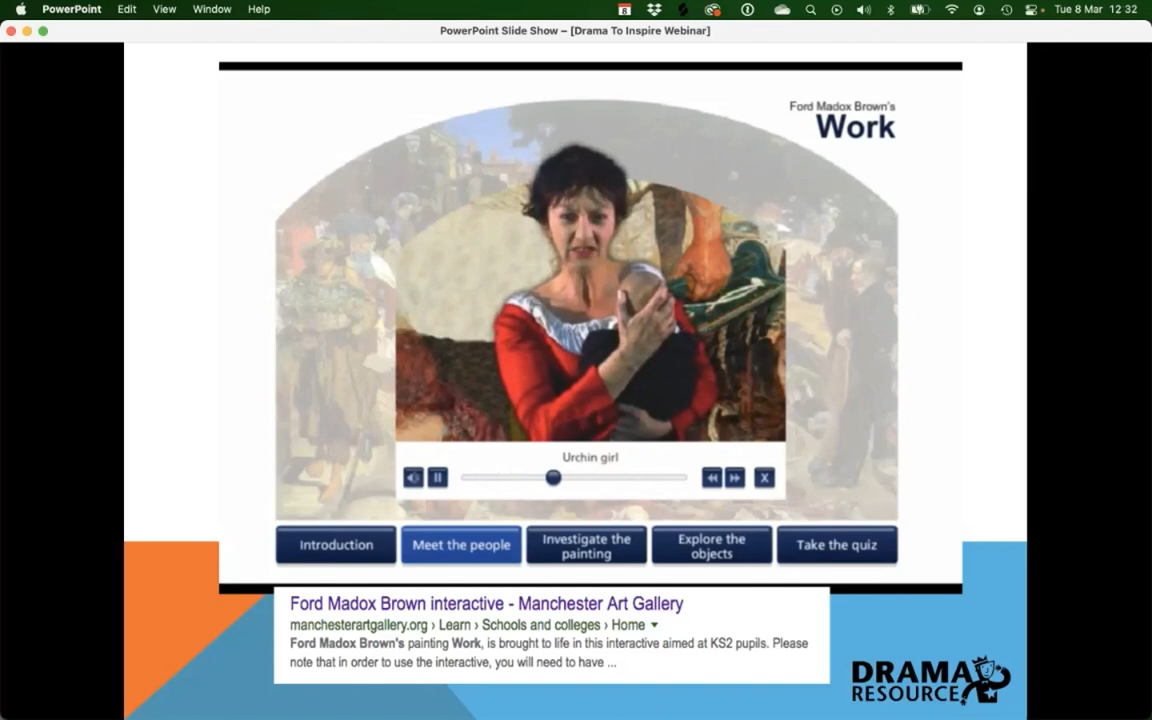 PowerPoint Edit View Window Help
8
Tue 8 Mar 12 32
PowerPoint Slide Show – [Drama To Inspire Webinar]
Ford Madox Brown's
Work
Urchin girl
X
Introduction
Meet the people
Investigate the
painting
Explore the
objects
Take the quiz
Ford Madox Brown interactive - Manchester Art Gallery
manchesterartgallery.org › Learn › Schools and colleges › Home
Ford Madox Brown's painting Work, is brought to life in this interactive aimed at KS2 pupils. Please
note that in order to use the interactive, you will need to have ...
DRAMA
RESOURCE